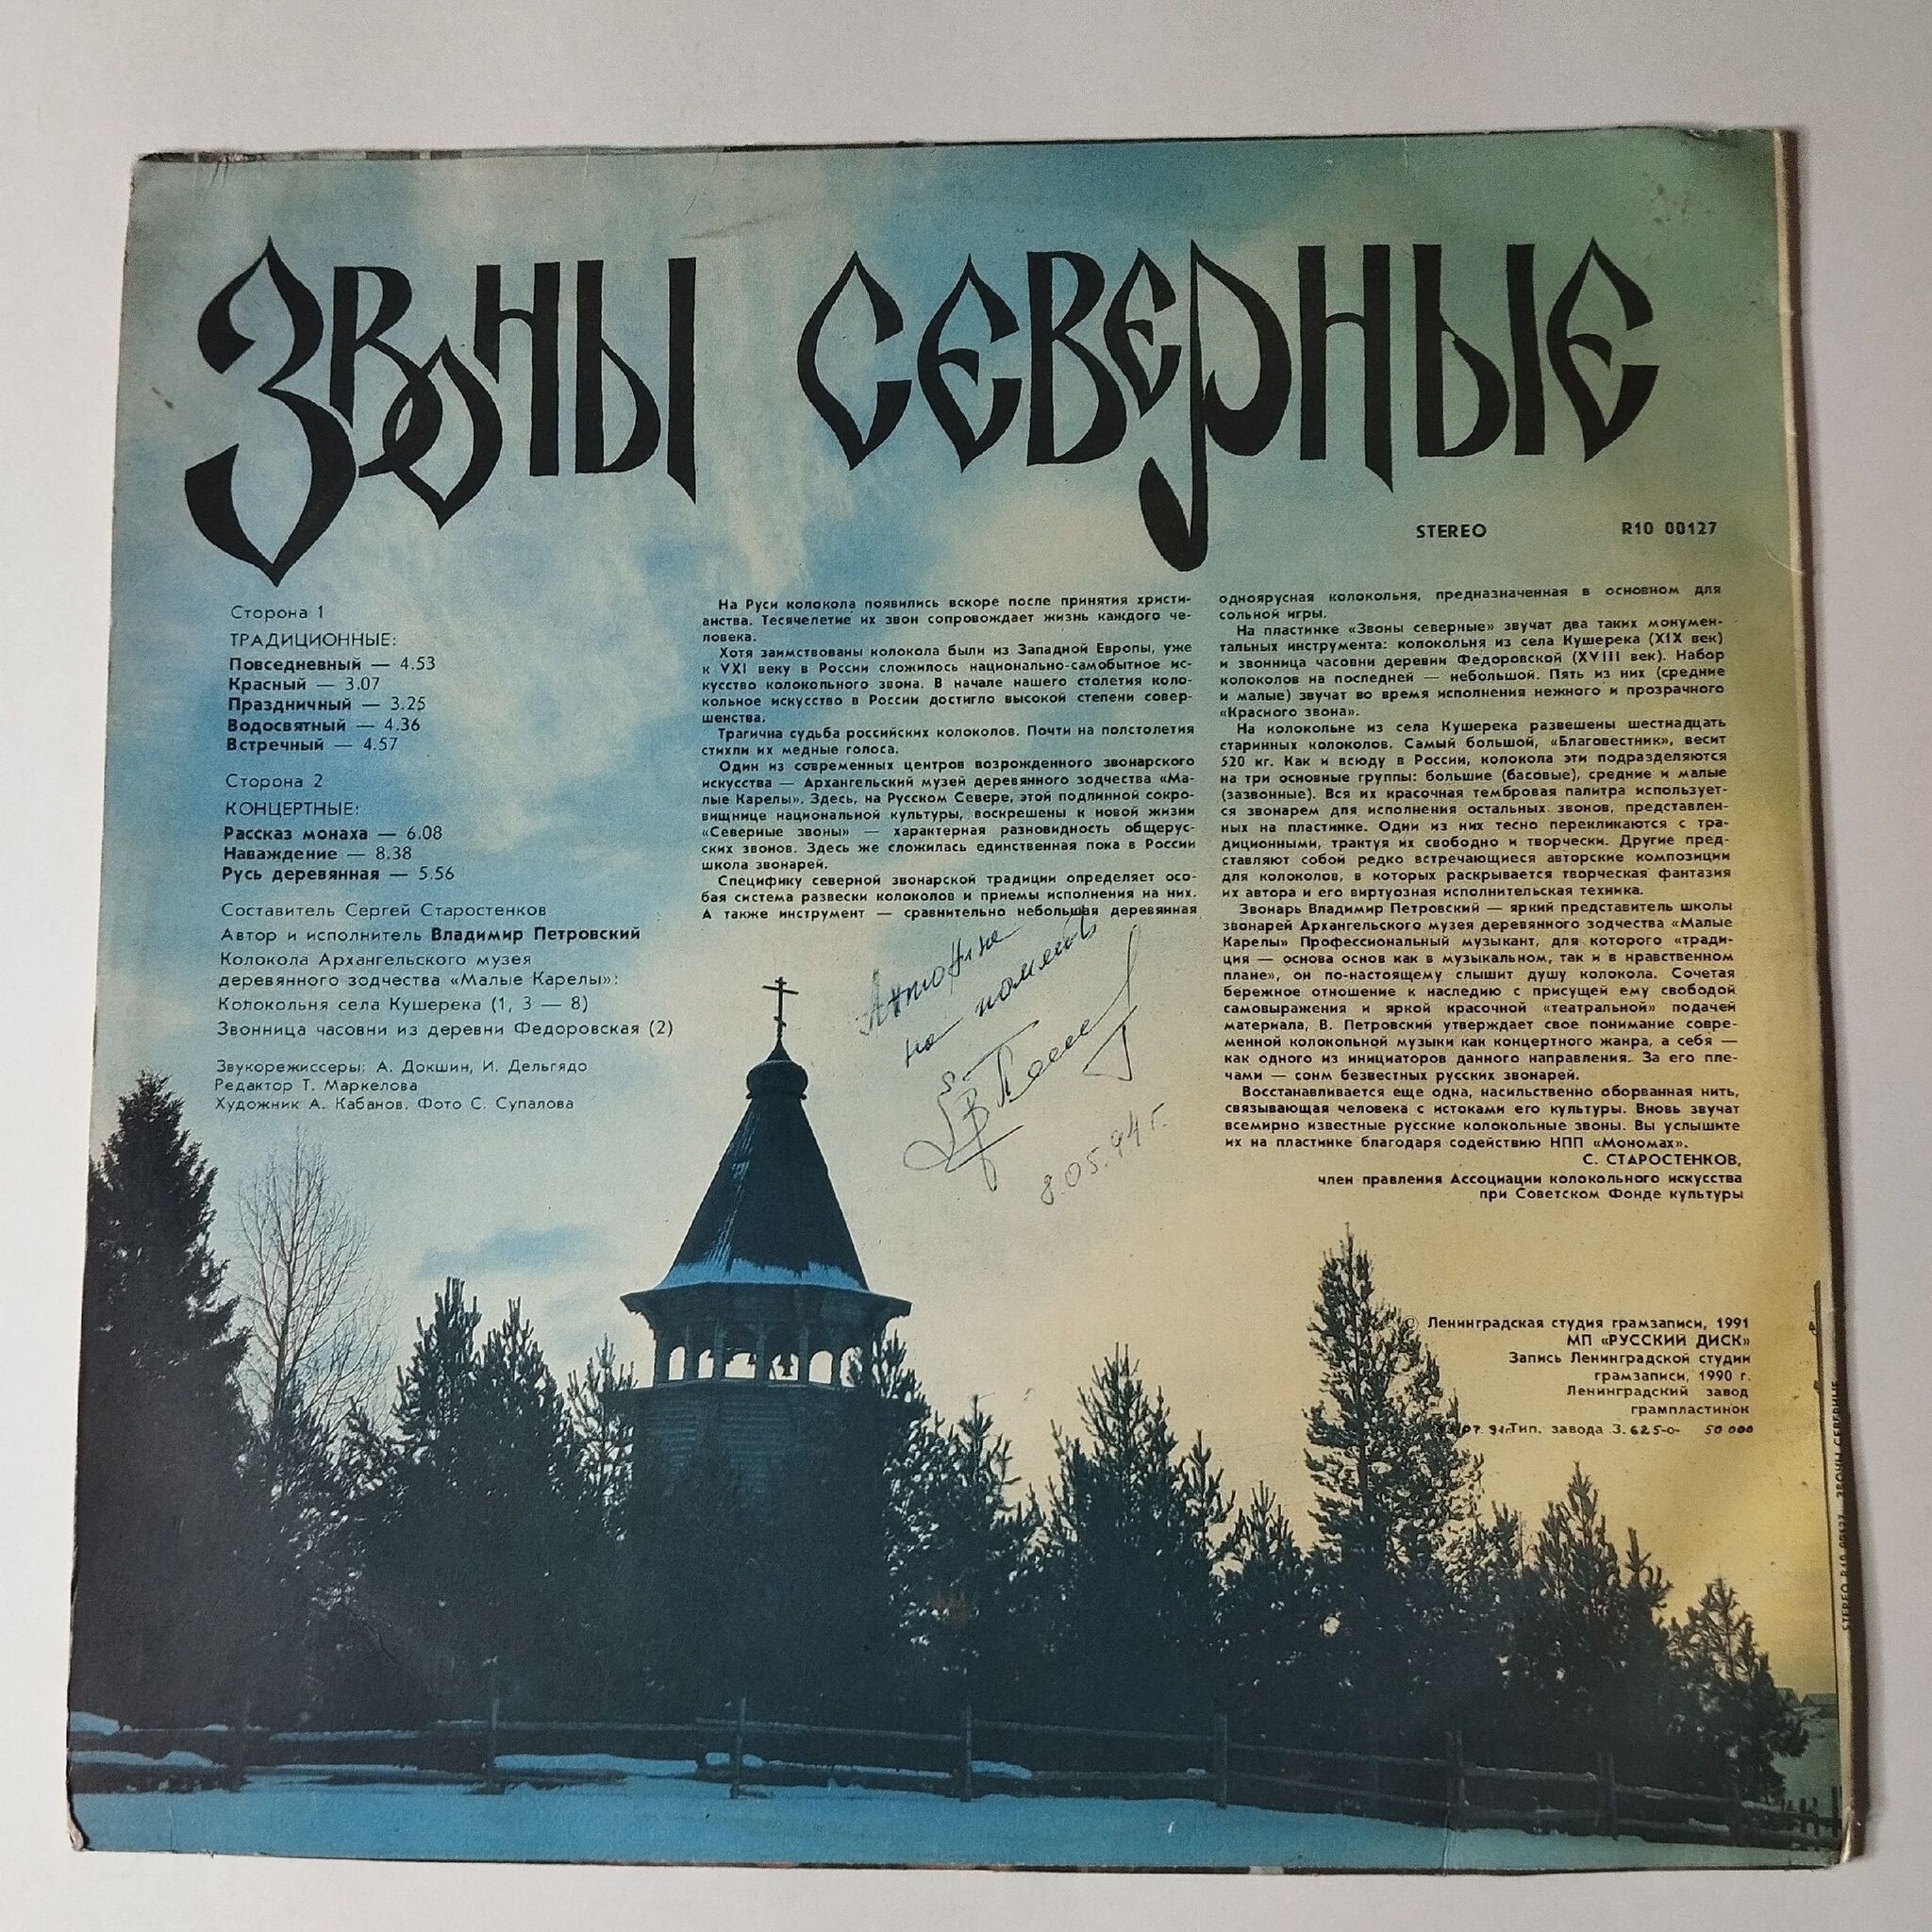 Звоны северные
STEREO R10 00127
Сторона 1
ТРАДИЦИОННЫЕ:
Повседневный — 4.53
Красный — 3.07
Праздничный — 3.25
Водосвятный — 4.36
Встречный — 4.57
Сторона 2
КОНЦЕРТНЫЕ:
Рассказ монаха — 6.08
Наваждение — 8.38
Русь деревянная — 5.56
Составитель Сергей Старостенков
Автор и исполнитель Владимир Петровский
Колокола Архангельского музея
деревянного зодчества «Малые Карелы»:
Колокольня села Кушерека (1, 3 — 8)
Звонница часовни из деревни Федоровская (2)
Звукорежиссеры: А. Докшин, И. Дельгядо
Редактор Т. Маркелова
Художник А. Кабанов. Фото С. Супалова
На Руси колокола появились вскоре после принятия христи-
анства. Тесячелетие их звон сопровождает жизнь каждого че-
ловека.
Хотя заимствованы колокола были из Западной Европы, уже
к VXI веку в России сложилось национально-самобытное ис-
кусство колокольного звона. В начале нашего столетия коло-
кольное искусство в России достигло высокой степени совер-
шенства.
Трагична судьба российских колоколов. Почти на полстолетия
стихли их медные голоса.
Один из современных центров возрожденного звонарского
искусства — Архангельский музей деревянного зодчества «Ма-
лые Карелы». Здесь, на Русском Севере, этой подлинной сокро-
вищнице национальной культуры, воскрешены к новой жизни
«Северные звоны» — характерная разновидность общерус-
ских звонов. Здесь же сложилась единственная пока в России
школа звонарей.
Специфику северной звонарской традиции определяет осо-
бая система развески колоколов и приемы исполнения на них.
А также инструмент — сравнительно небольшая деревянная
одноярусная колокольня, предназначенная в основном для
сольной игры.
На пластинке «Звоны северные» звучат два таких монумен-
тальных инструмента: колокольня из села Кушерека (XIX век)
и звонница часовни деревни Федоровской (XVIII век). Набор
колоколов на последней — небольшой. Пять из них (средние
и малые) звучат во время исполнения нежного и прозрачного
«Красного звона».
На колокольне из села Кушерека развешены шестнадцать
старинных колоколов. Самый большой, «Благовестник», весит
520 кг. Как и всюду в России, колокола эти подразделяются
на три основные группы: большие (басовые), средние и малые
(зазвонные). Вся их красочная тембровая палитра использует-
ся звонарем для исполнения остальных звонов, представлен-
ных на пластинке. Одни из них тесно перекликаются с тра-
диционными, трактуя их свободно и творчески. Другие пред-
ставляют собой редко встречающиеся авторские композиции
для колоколов, в которых раскрывается творческая фантазия
их автора и его виртуозная исполнительская техника.
Звонарь Владимир Петровский — яркий представитель школы
звонарей Архангельского музея деревянного зодчества «Малые
Карелы» Профессиональный музыкант, для которого «тради-
ция — основа основ как в музыкальном, так и в нравственном
плане», он по-настоящему слышит душу колокола. Сочетая
бережное отношение к наследию с присущей ему свободой
самовыражения и яркой красочной «театральной» подачей
материала, В. Петровский утверждает свое понимание совре-
менной колокольной музыки как концертного жанра, а себя —
как одного из инициаторов данного направления. За его пле-
чами — сонм безвестных русских звонарей.
Восстанавливается еще одна, насильственно оборванная нить,
связывающая человека с истоками его культуры. Вновь звучат
всемирно известные русские колокольные звоны. Вы услышите
их на пластинке благодаря содействию НПП «Мономах».
С. СТАРОСТЕНКОВ,
член правления Ассоциации колокольного искусства
при Советском Фонде культуры
Антонине
на память
8.05.94 г.
© Ленинградская студия грамзаписи, 1991
МП «РУССКИЙ ДИСК»
Запись Ленинградской студии
грамзаписи, 1990 г.
Ленинградский завод
грампластинок
Тип. завода З. 625-0- 50 000
STEREO R10 00127 ЗВОНЫ СЕВЕРНЫЕ